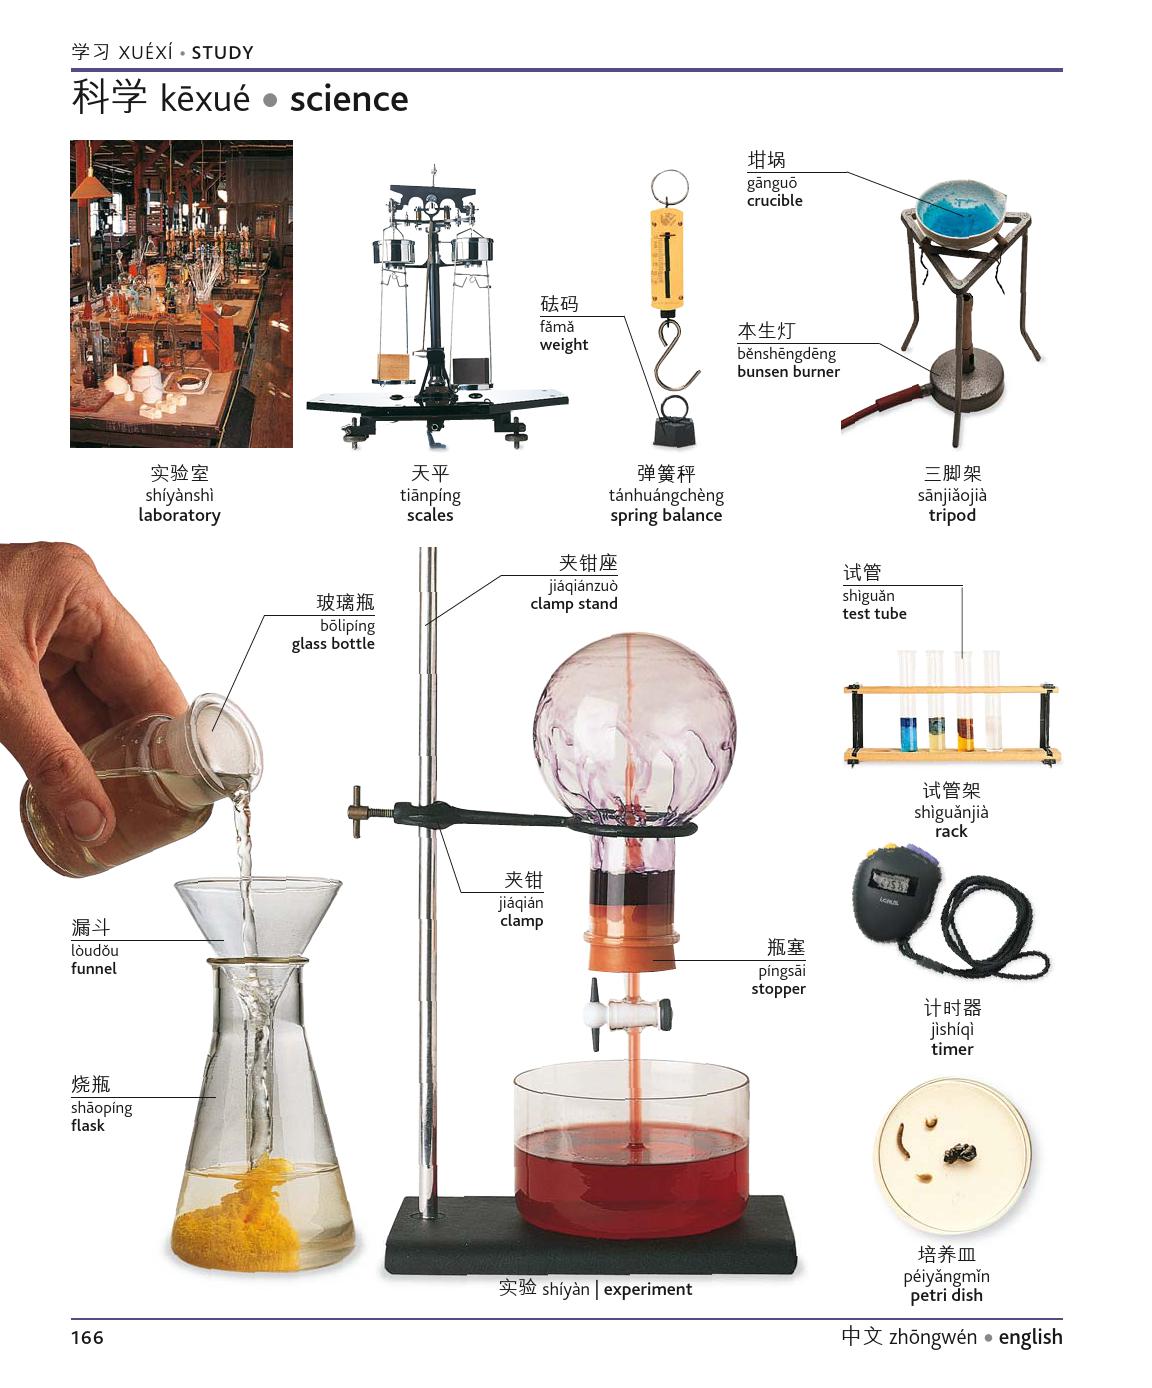 学习 XUÉXÍ • STUDY
科学 kēxué • science
坩埚
gānguō
crucible
砝码
fǎmǎ
weight
本生灯
běnshēngdēng
bunsen burner
实验室
shíyànshì
laboratory
天平
tiānpíng
scales
弹簧秤
tánhuángchèng
spring balance
三脚架
sānjiǎojià
tripod
玻璃瓶
bōlipíng
glass bottle
夹钳座
jiáqiánzuò
clamp stand
试管
shìguǎn
test tube
试管架
shìguǎnjià
rack
夹钳
jiáqián
clamp
漏斗
lòudǒu
funnel
瓶塞
píngsāi
stopper
计时器
jìshíqì
timer
烧瓶
shāopíng
flask
培养皿
péiyǎngmǐn
petri dish
实验 shíyàn | experiment
166
中文 zhōngwén • english